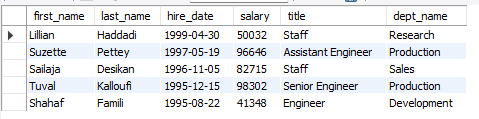 first_name last_name hire_date salary title dept_name
Lillian Haddadi 1999-04-30 50032 Staff Research
Suzette Pettey 1997-05-19 96646 Assistant Engineer Production
Sailaja Desikan 1996-11-05 82715 Staff Sales
Tuval Kalloufi 1995-12-15 98302 Senior Engineer Production
Shahaf Famili 1995-08-22 41348 Engineer Development